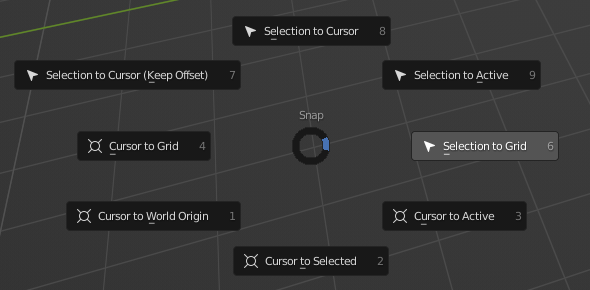 Selection to Cursor 8
Selection to Cursor (Keep Offset) 7
Selection to Active 9
Snap
Cursor to Grid 4
Selection to Grid 6
Cursor to World Origin 1
Cursor to Active 3
Cursor to Selected 2